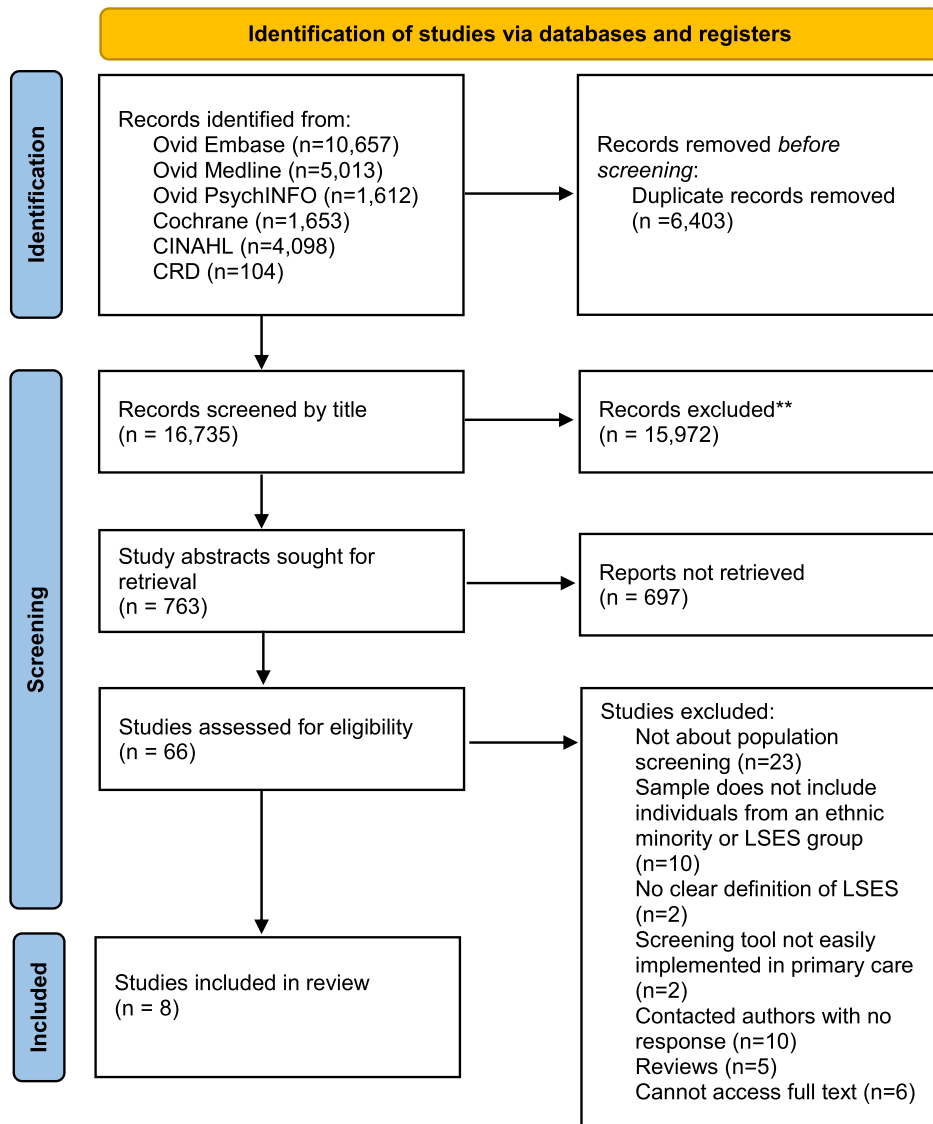 Identification of studies via databases and registers
Identification
Records identified from:
Ovid Embase (n=10,657)
Ovid Medline (n=5,013)
Ovid PsychINFO (n=1,612)
Cochrane (n=1,653)
CINAHL (n=4,098)
CRD (n=104)
Records removed before
screening:
Duplicate records removed
(n =6,403)
Screening
Records screened by title
(n = 16,735)
Records excluded**
(n = 15,972)
Study abstracts sought for
retrieval
(n = 763)
Reports not retrieved
(n = 697)
Studies assessed for eligibility
(n = 66)
Studies excluded:
Not about population
screening (n=23)
Sample does not include
individuals from an ethnic
minority or LSES group
(n=10)
No clear definition of LSES
(n=2)
Screening tool not easily
implemented in primary care
(n=2)
Contacted authors with no
response (n=10)
Reviews (n=5)
Cannot access full text (n=6)
Included
Studies included in review
(n = 8)